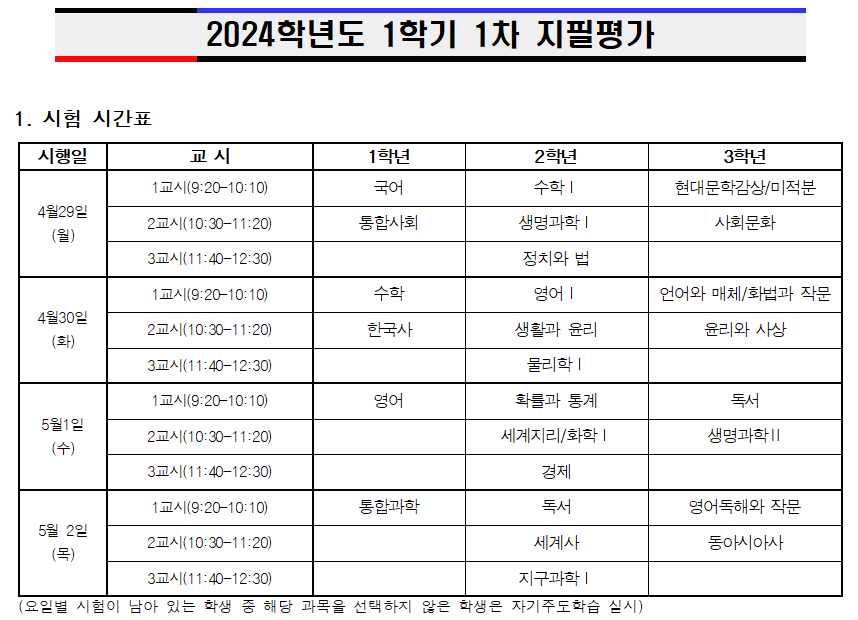 2024학년도 1학기 1차 지필평가
1. 시험 시간표
시행일 교 시 1학년 2학년 3학년
4월29일 (월) 1교시(9:20-10:10) 국어 수학Ⅰ 현대문학감상/미적분
2교시(10:30-11:20) 통합사회 생명과학Ⅰ 사회문화
3교시(11:40-12:30) 정치와 법
4월30일 (화) 1교시(9:20-10:10) 수학 영어Ⅰ 언어와 매체/화법과 작문
2교시(10:30-11:20) 한국사 생활과 윤리 윤리와 사상
3교시(11:40-12:30) 물리학Ⅰ
5월1일 (수) 1교시(9:20-10:10) 영어 확률과 통계 독서
2교시(10:30-11:20) 세계지리/화학Ⅰ 생명과학Ⅱ
3교시(11:40-12:30) 경제
5월 2일 (목) 1교시(9:20-10:10) 통합과학 독서 영어독해와 작문
2교시(10:30-11:20) 세계사 동아시아사
3교시(11:40-12:30) 지구과학Ⅰ
(요일별 시험이 남아 있는 학생 중 해당 과목을 선택하지 않은 학생은 자기주도학습 실시)